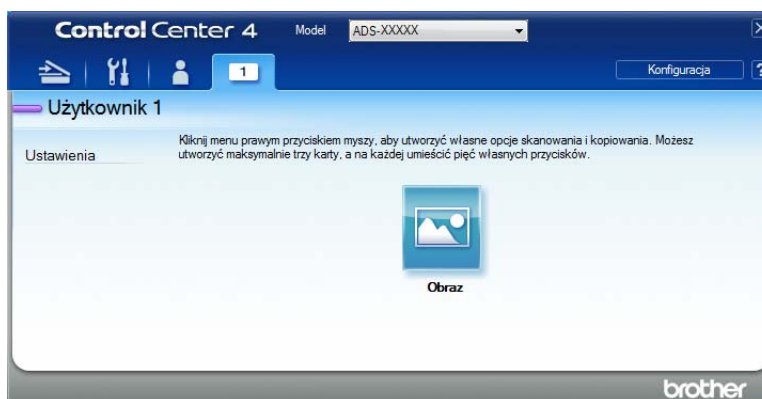 Control Center 4
Model
ADS-XXXXX
1
Konfiguracja
?
Użytkownik 1
Ustawienia
Kliknij menu prawym przyciskiem myszy, aby utworzyć własne opcje skanowania i kopiowania. Możesz
utworzyć maksymalnie trzy karty, a na każdej umieścić pięć własnych przycisków.
Obraz
brother